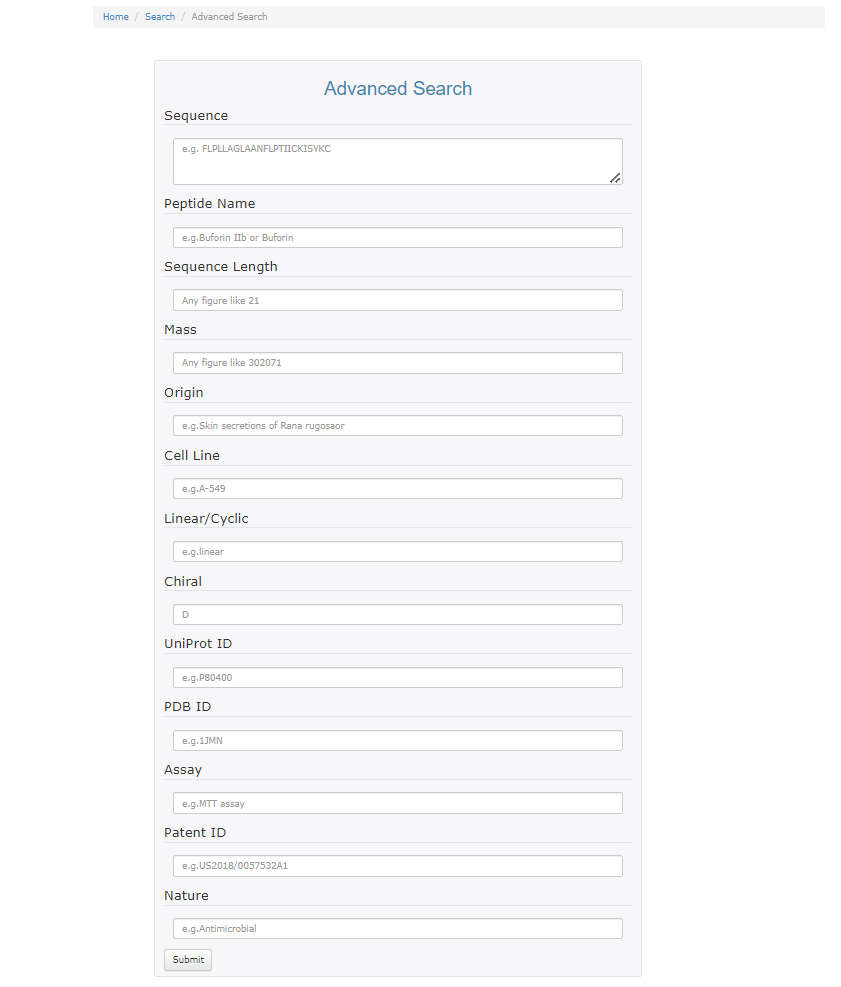 Home / Search / Advanced Search
Advanced Search
Sequence
e.g. FLPLLAGLAANFLPTIICKISYKC
Peptide Name
e.g.Buforin IIb or Buforin
Sequence Length
Any figure like 21
Mass
Any figure like 302071
Origin
e.g.Skin secretions of Rana rugosaor
Cell Line
e.g.A-549
Linear/Cyclic
e.g.linear
Chiral
D
UniProt ID
e.g.P80400
PDB ID
e.g.1JMN
Assay
e.g.MTT assay
Patent ID
e.g.US2018/0057532A1
Nature
e.g.Antimicrobial
Submit